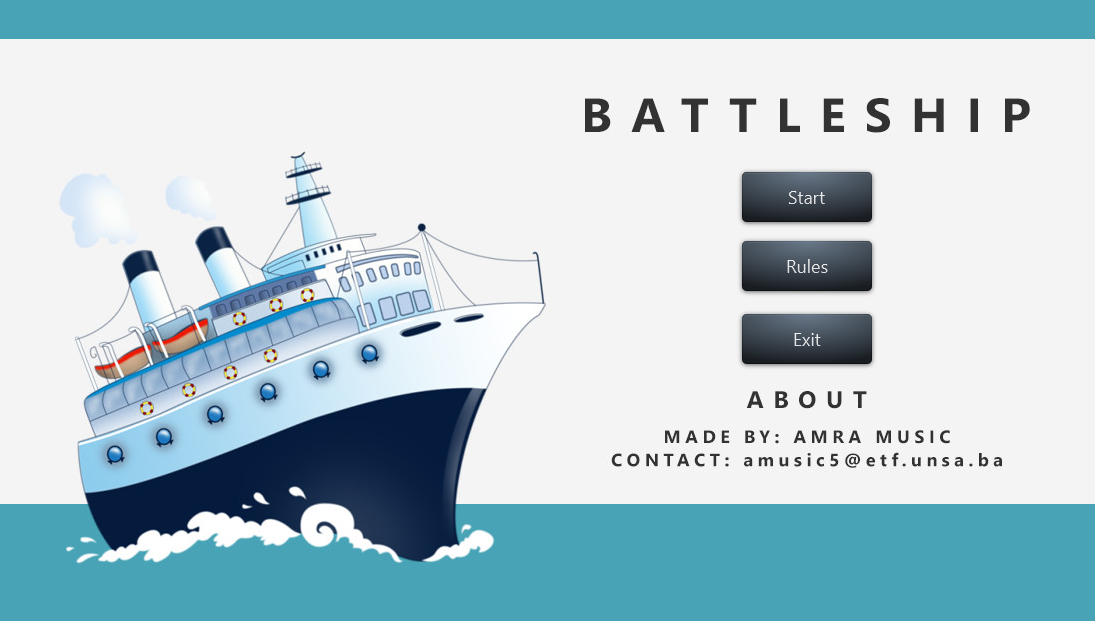 BATTLESHIP
Start
Rules
Exit
ABOUT
MADE BY: AMRA MUSIC
CONTACT: amusic5@etf.unsa.ba